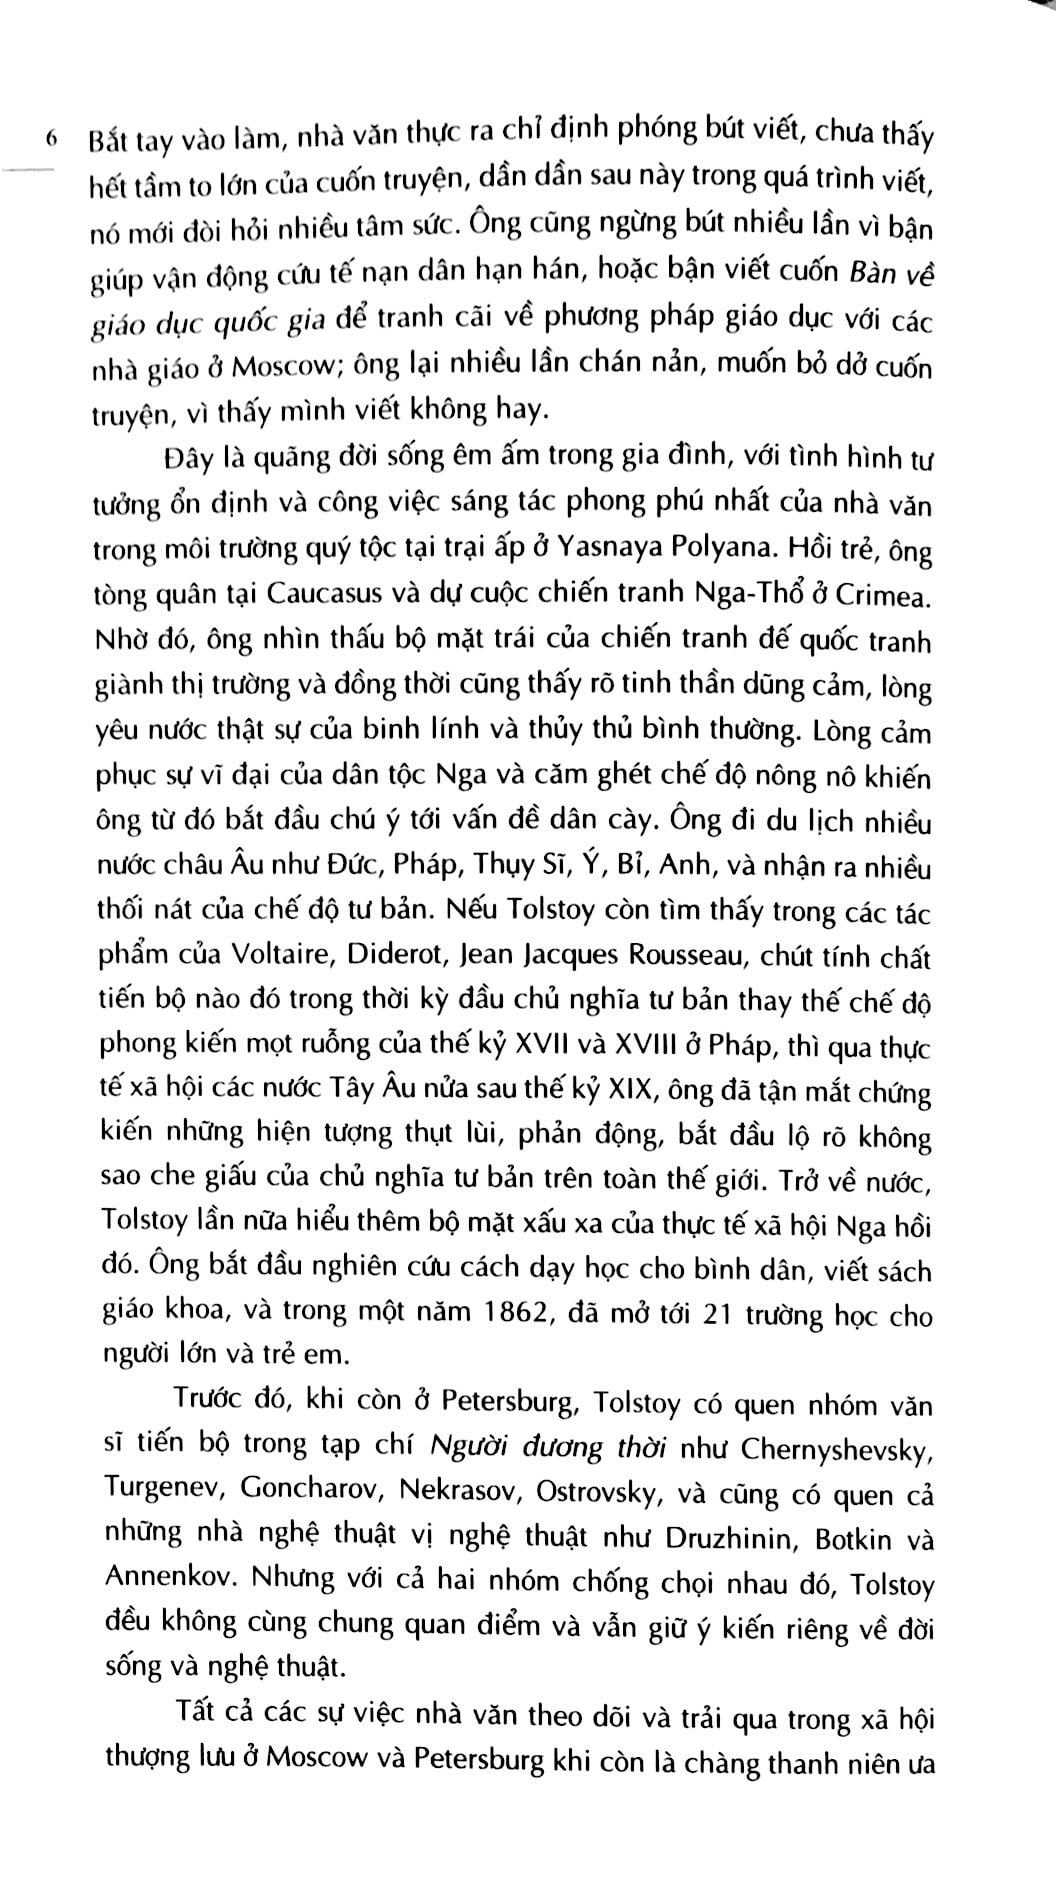 6 Bắt tay vào làm, nhà văn thực ra chỉ định phóng bút viết, chưa thấy
hết tầm to lớn của cuốn truyện, dần dần sau này trong quá trình viết,
nó mới đòi hỏi nhiều tâm sức. Ông cũng ngừng bút nhiều lần vì bận
giúp vận động cứu tế nạn dân hạn hán, hoặc bận viết cuốn Bàn về
giáo dục quốc gia để tranh cãi về phương pháp giáo dục với các
nhà giáo ở Moscow; ông lại nhiều lần chán nản, muốn bỏ dở cuốn
truyện, vì thấy mình viết không hay.
Đây là quãng đời sống êm ấm trong gia đình, với tình hình tư
tưởng ổn định và công việc sáng tác phong phú nhất của nhà văn
trong môi trường quý tộc tại trại ấp ở Yasnaya Polyana. Hồi trẻ, ông
tòng quân tại Caucasus và dự cuộc chiến tranh Nga-Thổ ở Crimea.
Nhờ đó, ông nhìn thấu bộ mặt trái của chiến tranh đế quốc tranh
giành thị trường và đồng thời cũng thấy rõ tinh thần dũng cảm, lòng
yêu nước thật sự của binh lính và thủy thủ bình thường. Lòng cảm
phục sự vĩ đại của dân tộc Nga và căm ghét chế độ nông nô khiến
ông từ đó bắt đầu chú ý tới vấn đề dân cày. Ông đi du lịch nhiều
nước châu Âu như Đức, Pháp, Thụy Sĩ, Ý, Bỉ, Anh, và nhận ra nhiều
thối nát của chế độ tư bản. Nếu Tolstoy còn tìm thấy trong các tác
phẩm của Voltaire, Diderot, Jean Jacques Rousseau, chút tính chất
tiến bộ nào đó trong thời kỳ đầu chủ nghĩa tư bản thay thế chế độ
phong kiến mọt ruỗng của thế kỷ XVII và XVIII ở Pháp, thì qua thực
tế xã hội các nước Tây Âu nửa sau thế kỷ XIX, ông đã tận mắt chứng
kiến những hiện tượng thụt lùi, phản động, bắt đầu lộ rõ không
sao che giấu của chủ nghĩa tư bản trên toàn thế giới. Trở về nước,
Tolstoy lần nữa hiểu thêm bộ mặt xấu xa của thực tế xã hội Nga hồi
đó. Ông bắt đầu nghiên cứu cách dạy học cho bình dân, viết sách
giáo khoa, và trong một năm 1862, đã mở tới 21 trường học cho
người lớn và trẻ em.
Trước đó, khi còn ở Petersburg, Tolstoy có quen nhóm văn
sĩ tiến bộ trong tạp chí Người đương thời như Chernyshevsky,
Turgenev, Goncharov, Nekrasov, Ostrovsky, và cũng có quen cả
những nhà nghệ thuật vị nghệ thuật như Druzhinin, Botkin và
Annenkov. Nhưng với cả hai nhóm chống chọi nhau đó, Tolstoy
đều không cùng chung quan điểm và vẫn giữ ý kiến riêng về đời
sống và nghệ thuật.
Tất cả các sự việc nhà văn theo dõi và trải qua trong xã hội
thượng lưu ở Moscow và Petersburg khi còn là chàng thanh niên ưa